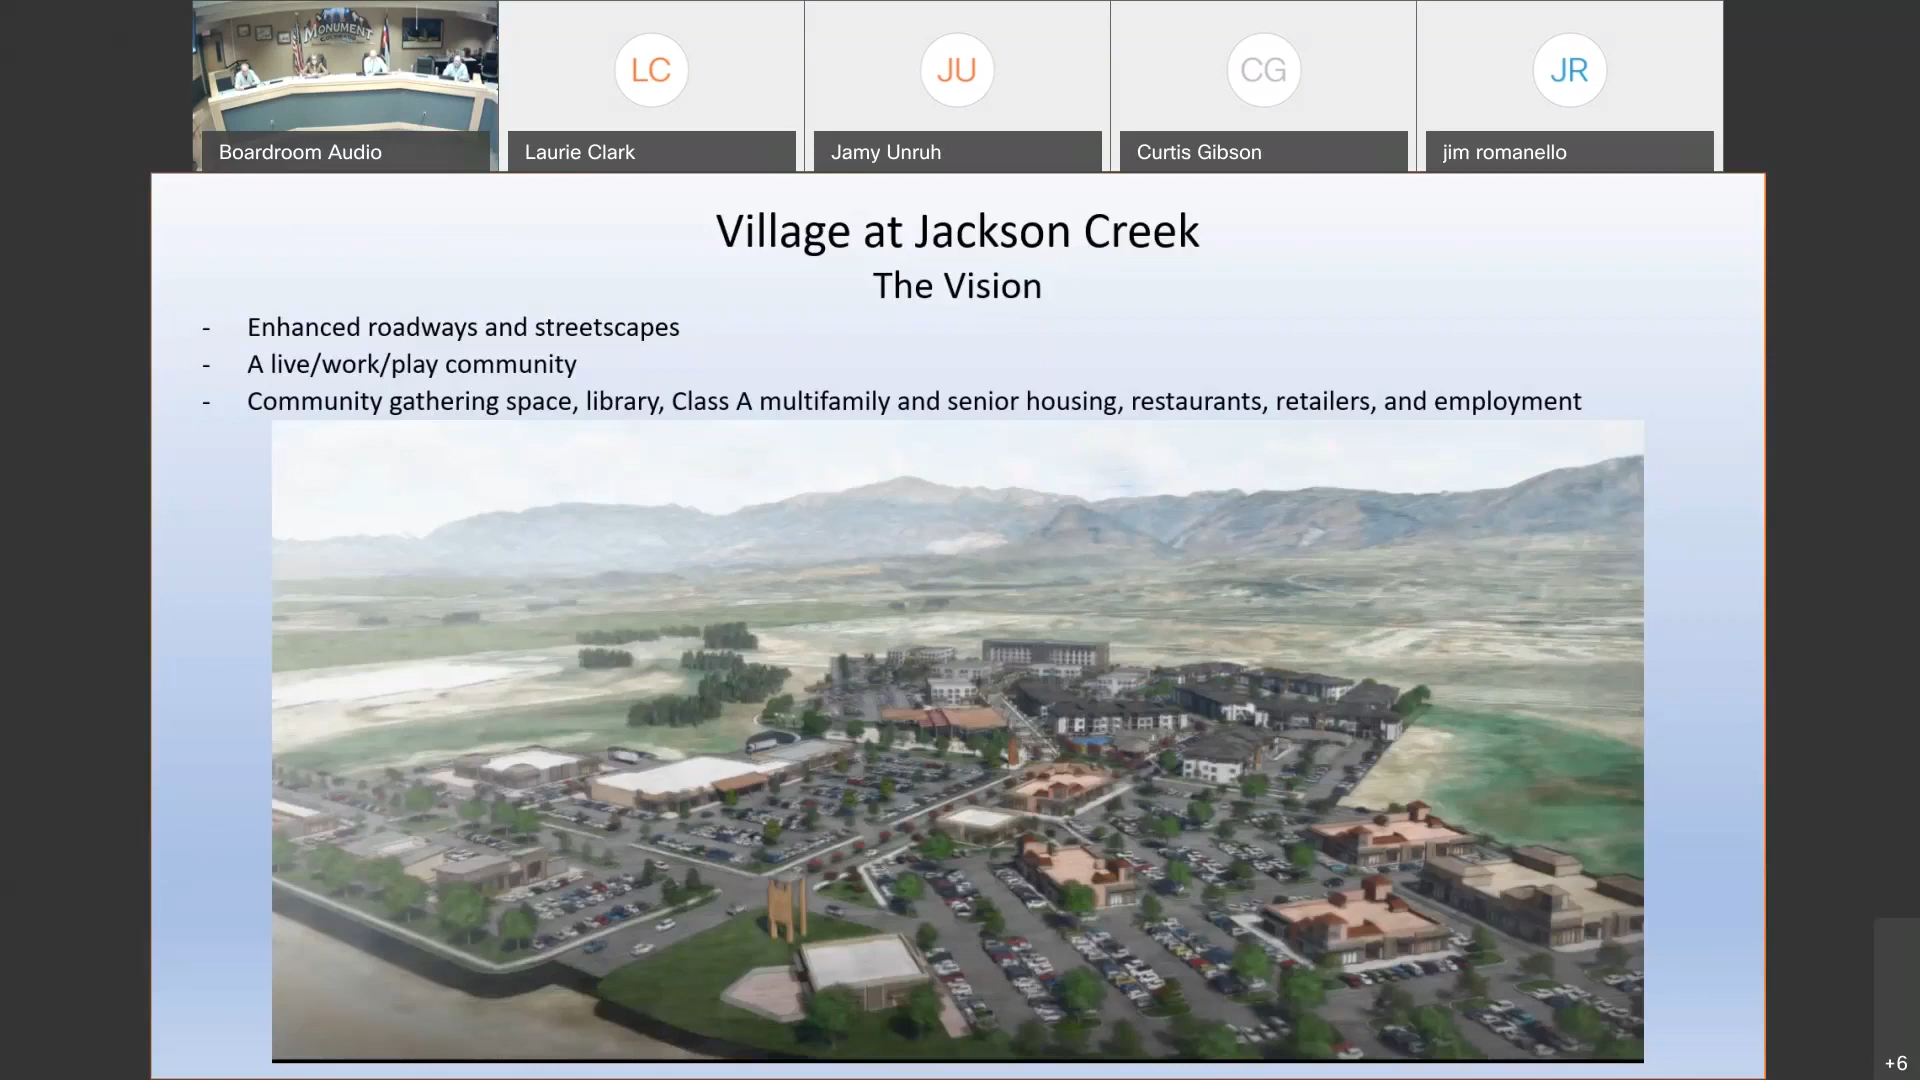 MONUMENT
LC
JU
CG
JR
Boardroom Audio
Laurie Clark
Jamy Unruh
Curtis Gibson
jim romanello
Village at Jackson Creek
The Vision
- Enhanced roadways and streetscapes
- A live/work/play community
- Community gathering space, library, Class A multifamily and senior housing, restaurants, retailers, and employment
+6